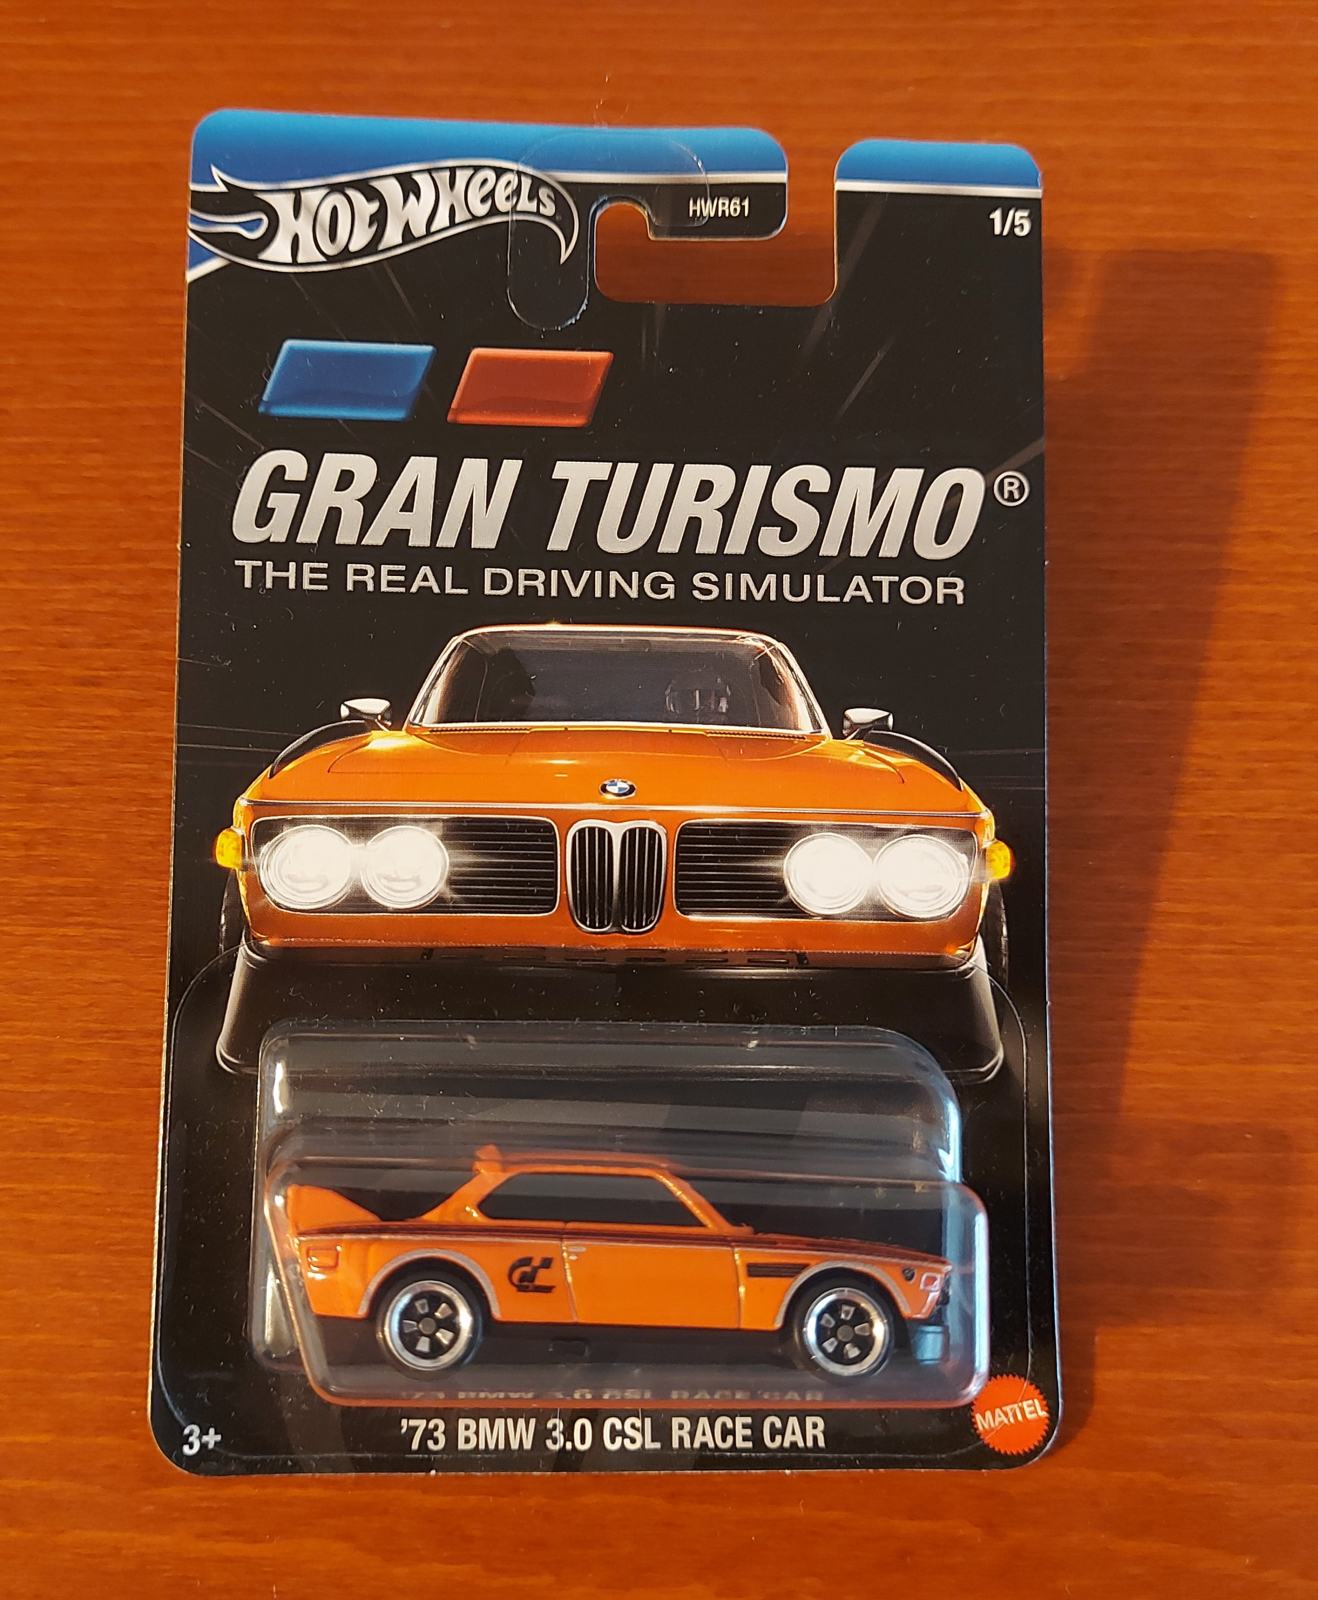 HOT WHEELS
HWR61
1/5
GRAN TURISMO®
THE REAL DRIVING SIMULATOR
GT
'73 BMW 3.0 CSL RACE CAR
3+
MATTEL